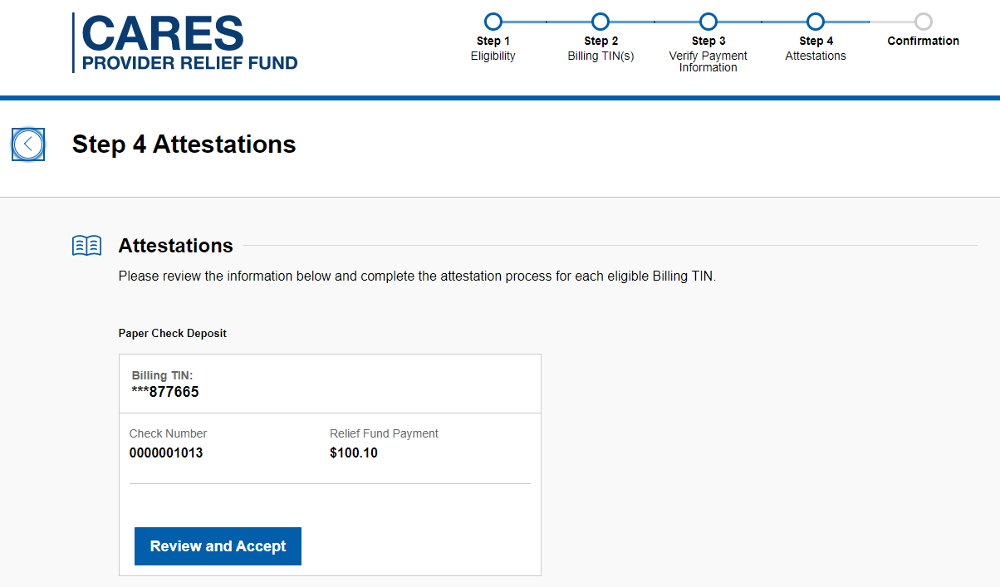 CARES
PROVIDER RELIEF FUND
Step 1
Eligibility
Step 2
Billing TIN(s)
Step 3
Verify Payment
Information
Step 4
Attestations
Confirmation
Step 4 Attestations
Attestations
Please review the information below and complete the attestation process for each eligible Billing TIN.
Paper Check Deposit
Billing TIN:
***877665
Check Number
0000001013
Relief Fund Payment
$100.10
Review and Accept